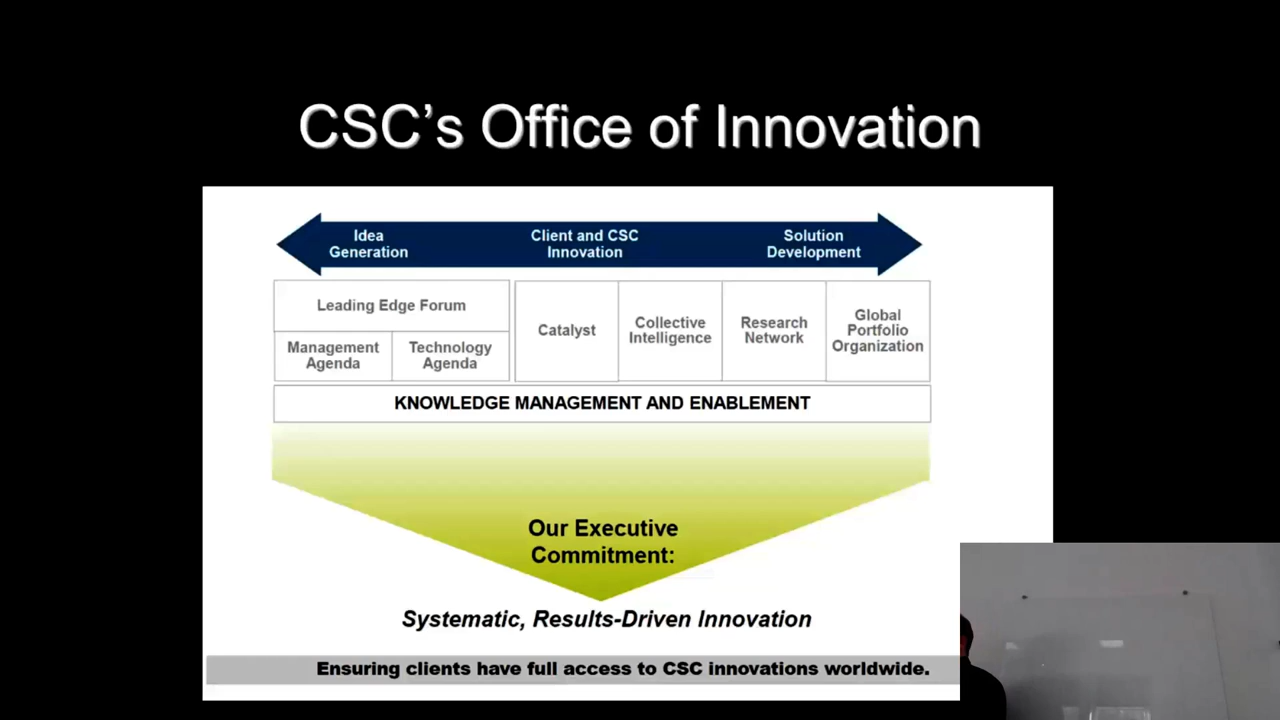 CSC’s Office of Innovation
Idea
Generation
Client and CSC
Innovation
Solution
Development
Leading Edge Forum
Management
Agenda
Technology
Agenda
Catalyst
Collective
Intelligence
Research
Network
Global
Portfolio
Organization
KNOWLEDGE MANAGEMENT AND ENABLEMENT
Our Executive
Commitment:
Systematic, Results-Driven Innovation
Ensuring clients have full access to CSC innovations worldwide.